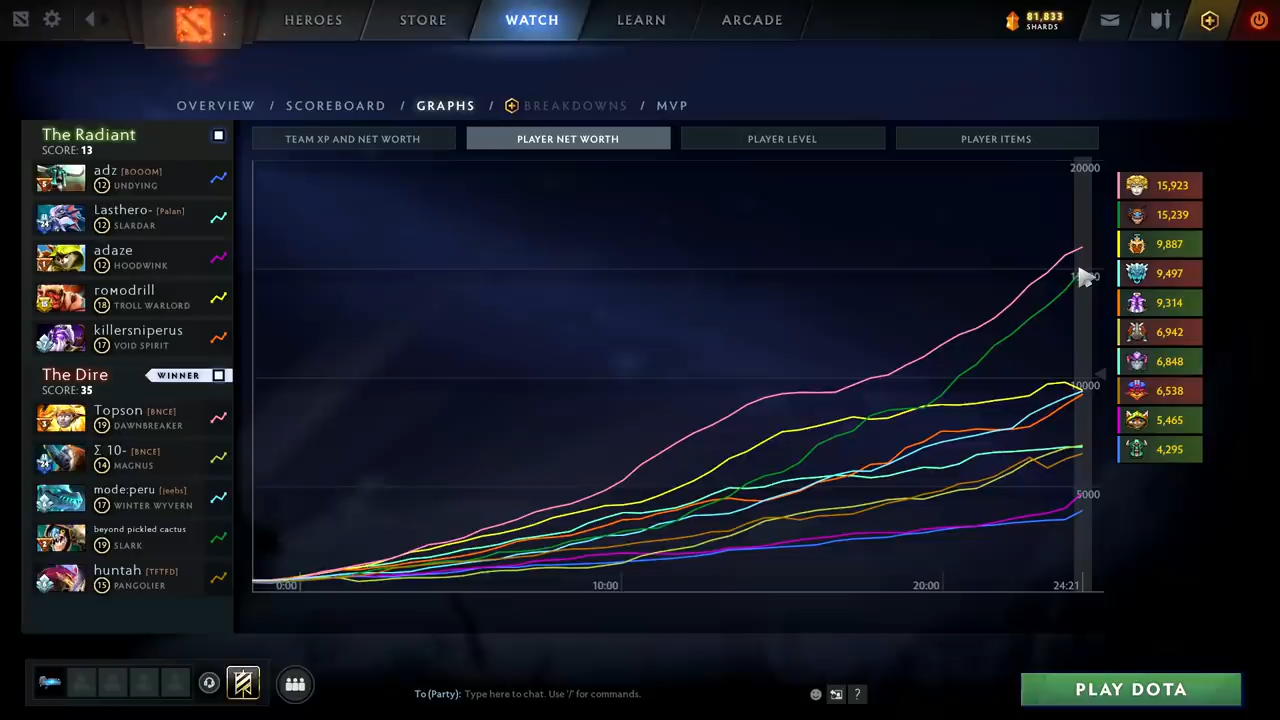 HEROES
STORE
WATCH
LEARN
ARCADE
81,833
SHARDS
OVERVIEW / SCOREBOARD / GRAPHS / BREAKDOWNS / MVP
The Radiant
SCORE: 13
adz [BOOOM]
12 UNDYING
Lasthero- [Palan]
12 SLARDAR
adaze
12 HOODWINK
romodrill
18 TROLL WARLORD
killersniperus
17 VOID SPIRIT
The Dire
WINNER
SCORE: 35
Topson [BNCE]
19 DAWNBREAKER
Σ 10- [BNCE]
14 MAGNUS
mode:peru [jeebs]
17 WINTER WYVERN
beyond pickled cactus
19 SLARK
huntah [TFTFD]
15 PANGOLIER
TEAM XP AND NET WORTH
PLAYER NET WORTH
PLAYER LEVEL
PLAYER ITEMS
20000
10000
5000
0:00
10:00
20:00
24:21
15,923
15,239
9,887
9,497
9,314
6,942
6,848
6,538
5,465
4,295
To (Party): Type here to chat. Use '/' for commands.
?
PLAY DOTA